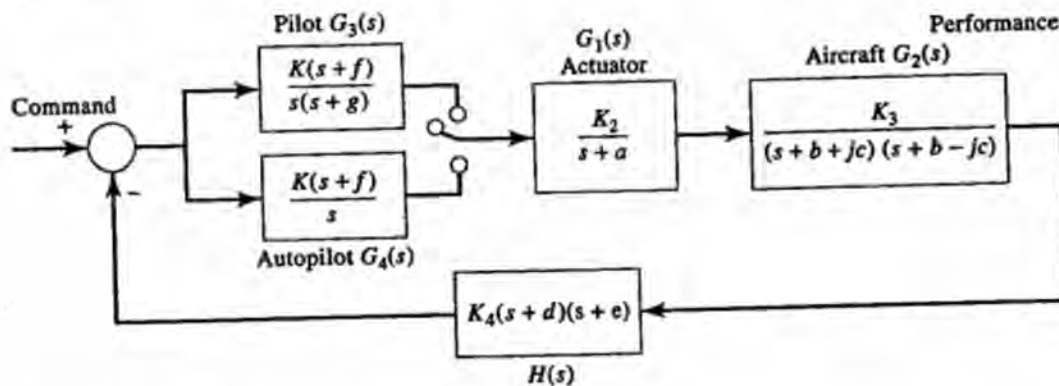 Pilot G3(s)
K(s + f)
s(s + g)
G1(s)
Actuator
K2
s + a
Performance
Aircraft G2(s)
K3
(s + b + jc) (s + b − jc)
Command
+
−
K(s + f)
s
Autopilot G4(s)
K4(s + d)(s + e)
H(s)